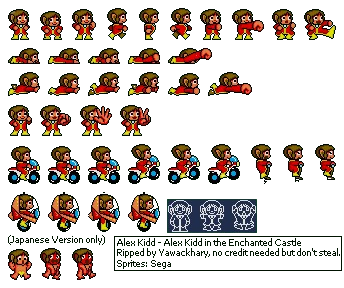 (Japanese Version only)
Alex Kidd - Alex Kidd in the Enchanted Castle
Ripped by Yawackhary, no credit needed but don't steal.
Sprites: Sega